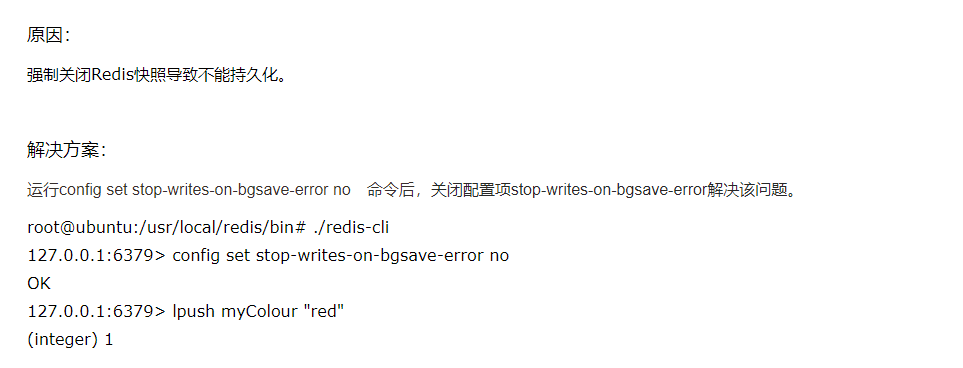 原因：
强制关闭Redis快照导致不能持久化。
解决方案：
运行config set stop-writes-on-bgsave-error no 命令后，关闭配置项stop-writes-on-bgsave-error解决该问题。
root@ubuntu:/usr/local/redis/bin# ./redis-cli
127.0.0.1:6379> config set stop-writes-on-bgsave-error no
OK
127.0.0.1:6379> lpush myColour "red"
(integer) 1